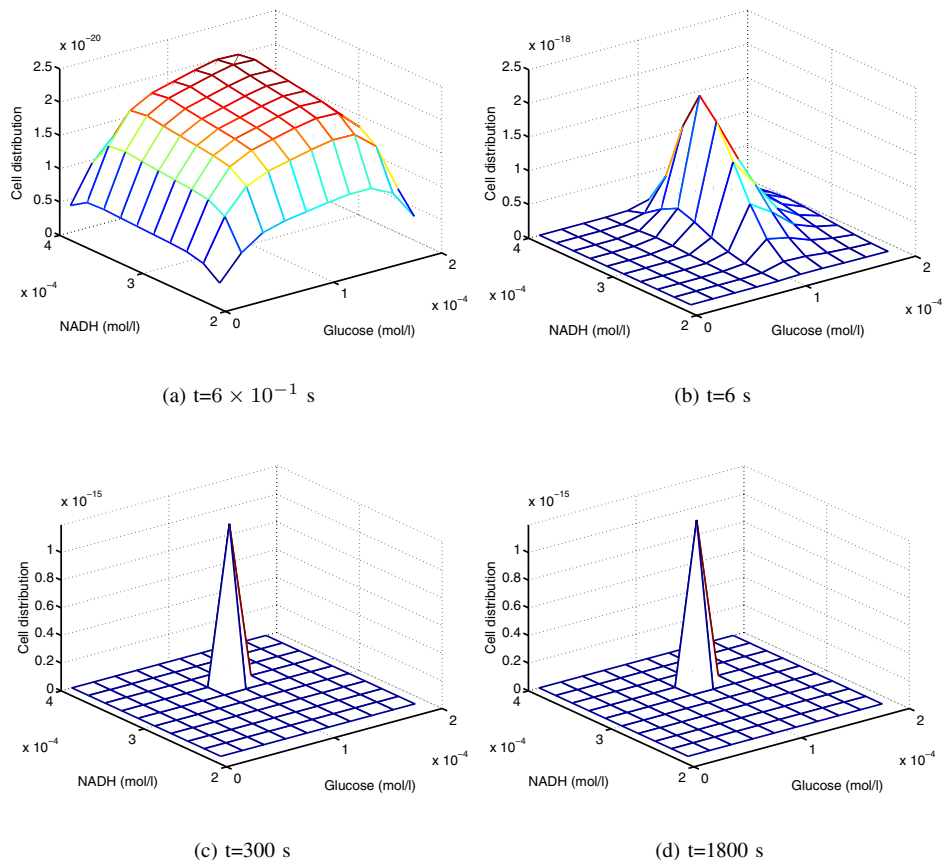 x 10⁻²⁰
2.5
2
1.5
1
0.5
0
Cell distribution
4
3
2
x 10⁻⁴
NADH (mol/l)
0
1
2
x 10⁻⁴
Glucose (mol/l)
(a) t=6 × 10⁻¹ s
x 10⁻¹⁸
2.5
2
1.5
1
0.5
0
Cell distribution
4
3
2
x 10⁻⁴
NADH (mol/l)
0
1
2
x 10⁻⁴
Glucose (mol/l)
(b) t=6 s
x 10⁻¹⁵
1
0.8
0.6
0.4
0.2
0
Cell distribution
4
3
2
x 10⁻⁴
NADH (mol/l)
0
1
2
x 10⁻⁴
Glucose (mol/l)
(c) t=300 s
x 10⁻¹⁵
1
0.8
0.6
0.4
0.2
0
Cell distribution
4
3
2
x 10⁻⁴
NADH (mol/l)
0
1
2
x 10⁻⁴
Glucose (mol/l)
(d) t=1800 s